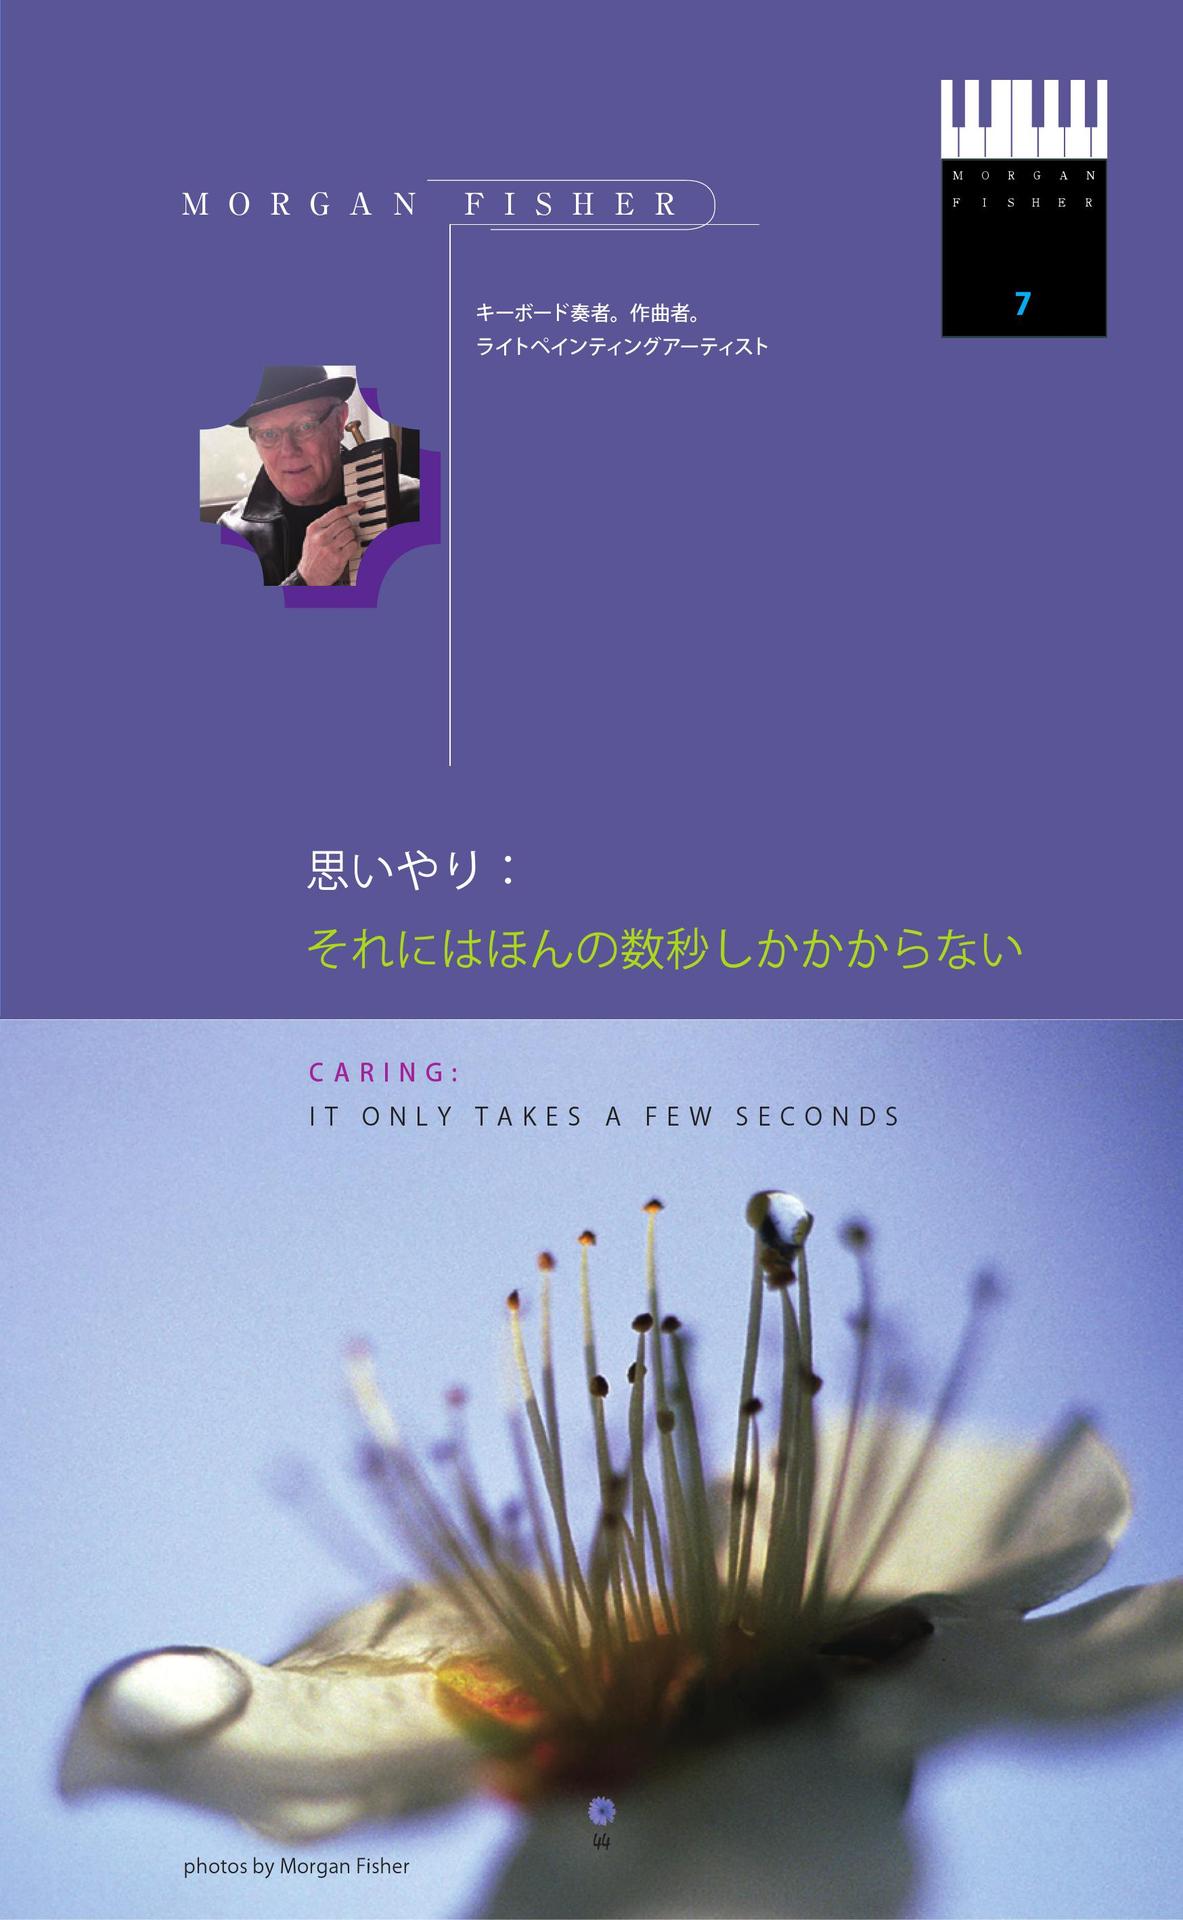 MORGAN FISHER
MORGAN
FISHER
7
キーボード奏者。作曲者。
ライトペインティングアーティスト
思いやり：
それにはほんの数秒しかかからない
CARING:
IT ONLY TAKES A FEW SECONDS
44
photos by Morgan Fisher